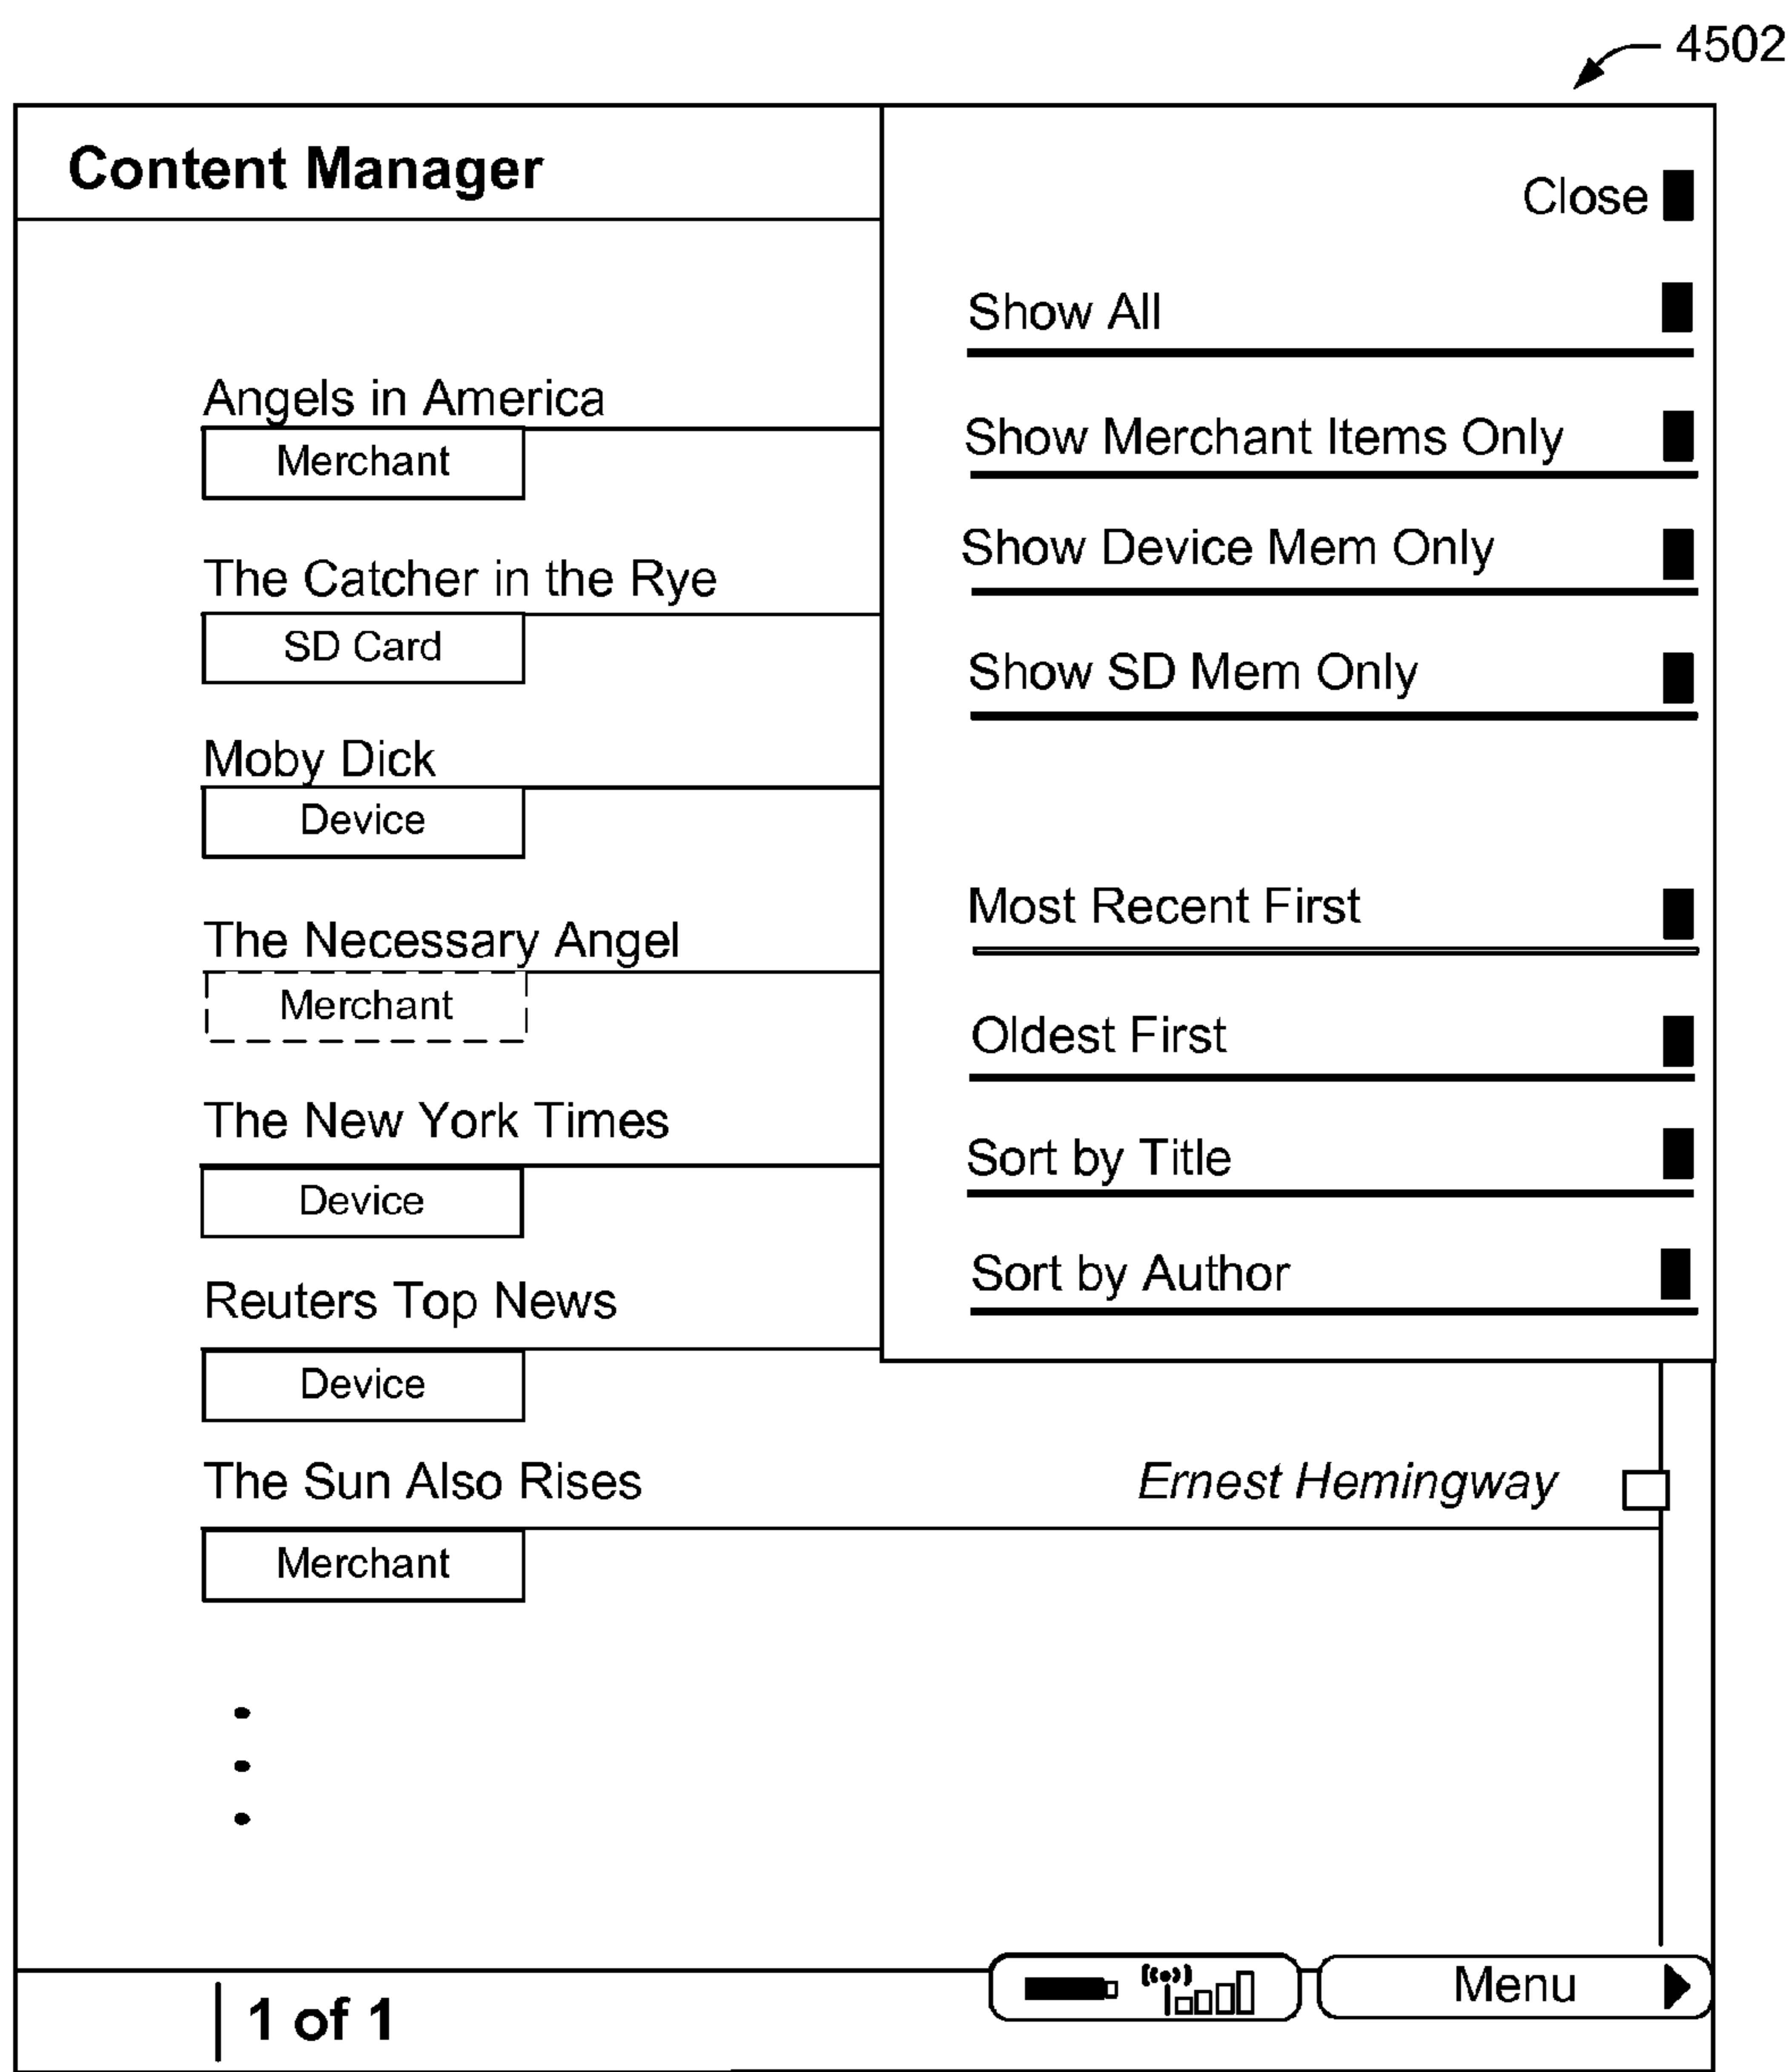 4502
Content Manager
Close
Show All
Show Merchant Items Only
Show Device Mem Only
Show SD Mem Only
Most Recent First
Oldest First
Sort by Title
Sort by Author
Angels in America
Merchant
The Catcher in the Rye
SD Card
Moby Dick
Device
The Necessary Angel
Merchant
The New York Times
Device
Reuters Top News
Device
The Sun Also Rises Ernest Hemingway
Merchant
1 of 1
Menu